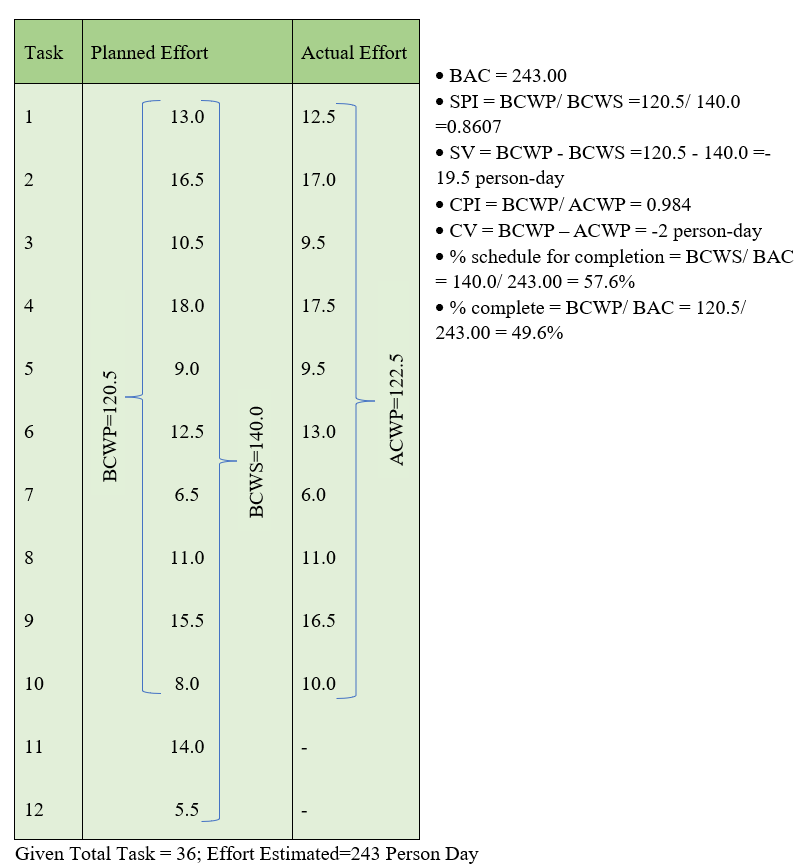 Task Planned Effort Actual Effort
1 13.0 12.5
2 16.5 17.0
3 10.5 9.5
4 18.0 17.5
5 9.0 9.5
6 12.5 13.0
7 6.5 6.0
8 11.0 11.0
9 15.5 16.5
10 8.0 10.0
11 14.0 -
12 5.5 -
BCWP=120.5
BCWS=140.0
ACWP=122.5
• BAC = 243.00
• SPI = BCWP/ BCWS =120.5/ 140.0
=0.8607
• SV = BCWP - BCWS =120.5 - 140.0 =-
19.5 person-day
• CPI = BCWP/ ACWP = 0.984
• CV = BCWP – ACWP = -2 person-day
• % schedule for completion = BCWS/ BAC
= 140.0/ 243.00 = 57.6%
• % complete = BCWP/ BAC = 120.5/
243.00 = 49.6%
Given Total Task = 36; Effort Estimated=243 Person Day